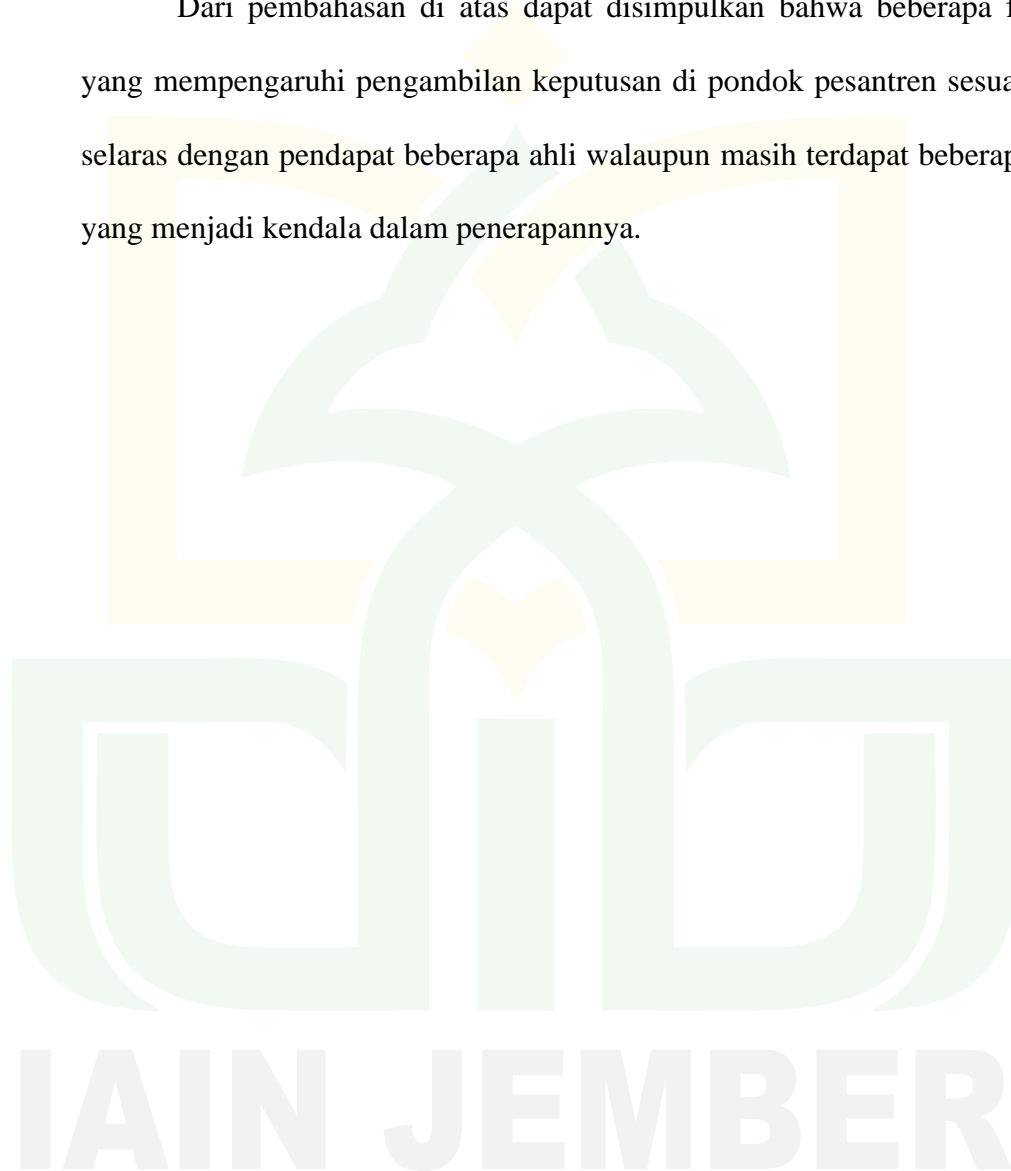 Dari pembahasan di atas dapat disimpulkan bahwa beberapa
yang mempengaruhi pengambilan keputusan di pondok pesantren
selaras dengan pendapat beberapa ahli walaupun masih terdapat
yang menjadi kendala dalam penerapannya.
IAIN JEMBER